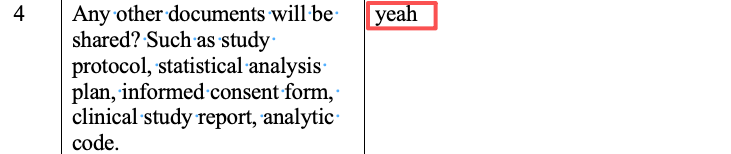 4 Any other documents will be yeah
shared? Such as study
protocol, statistical analysis
plan, informed consent form,
clinical study report, analytic
code.